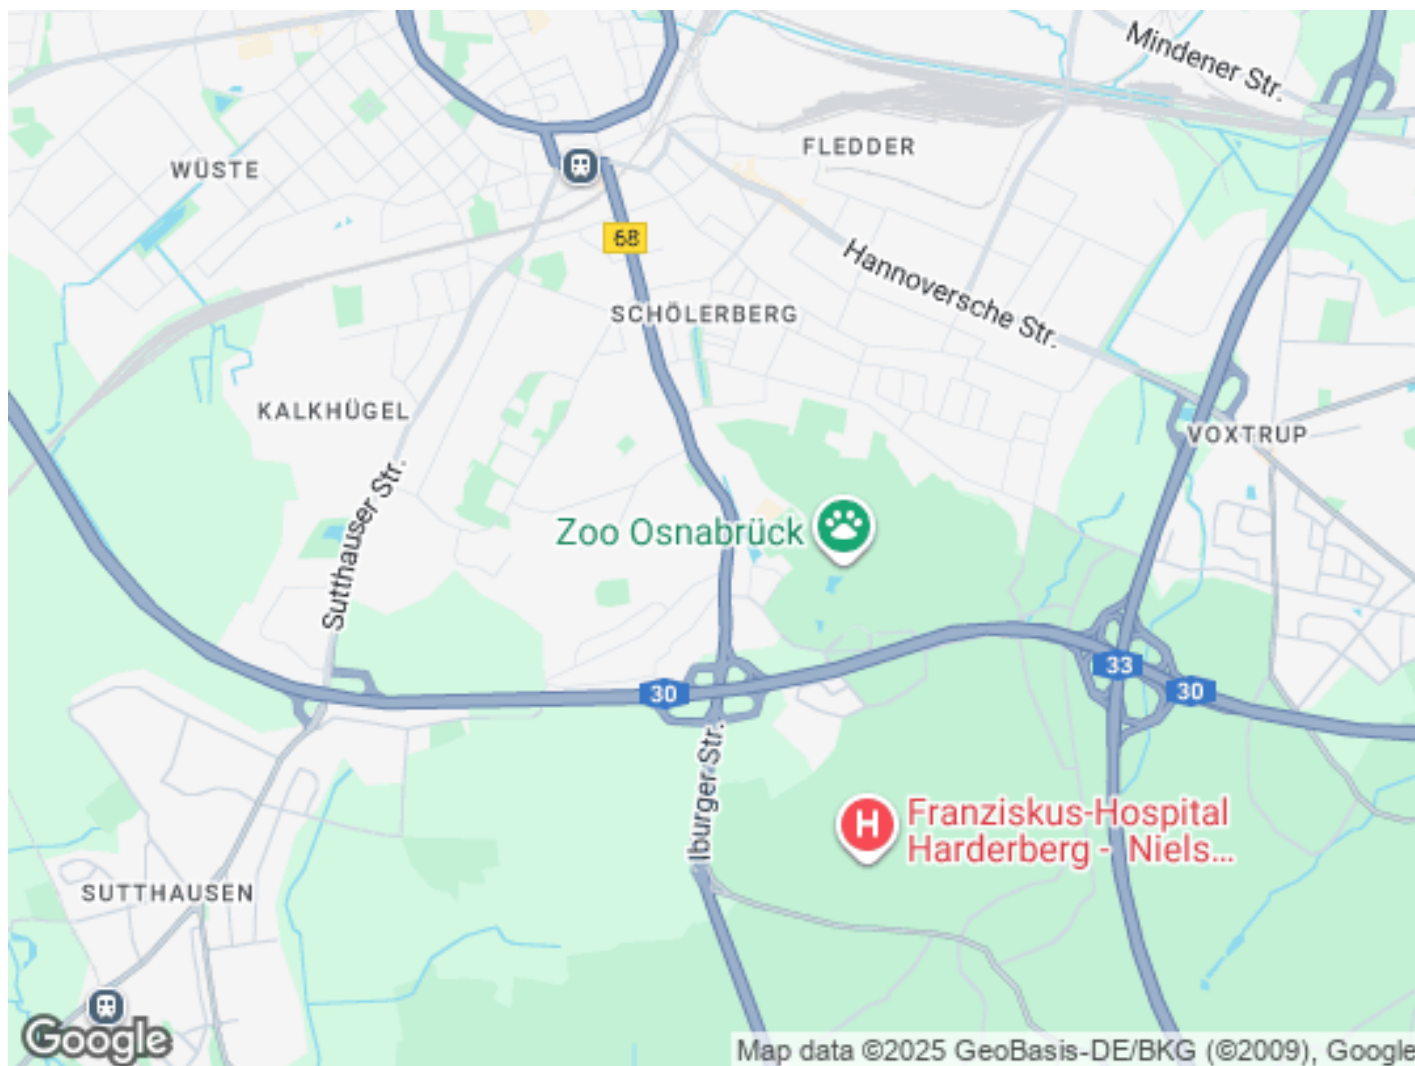 Mindener Str.
FLEDDER
WÜSTE
68
Hannoversche Str.
SCHÖLERBERG
KALKHÜGEL
VOXTRUP
Sutthauser Str.
Zoo Osnabrück
33
30
30
Iburger Str.
H
Franziskus-Hospital
Harderberg - Niels...
SUTTHAUSEN
Google
Map data ©2025 GeoBasis-DE/BKG (©2009), Google